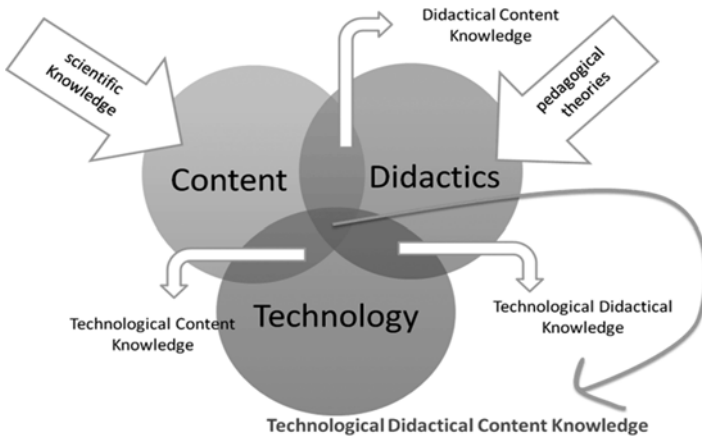 Didactical Content
Knowledge
scientific
Knowledge
pedagogical
theories
Content
Didactics
Technology
Technological Content
Knowledge
Technological Didactical
Knowledge
Technological Didactical Content Knowledge